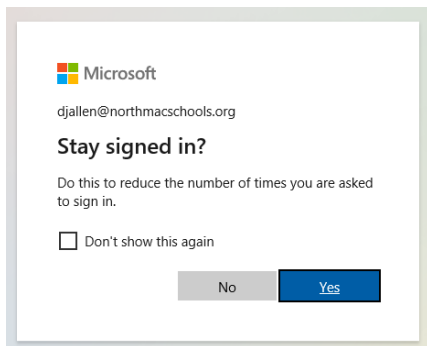 Microsoft
djallen@northmacschools.org
Stay signed in?
Do this to reduce the number of times you are asked
to sign in.
Don't show this again
No
Yes